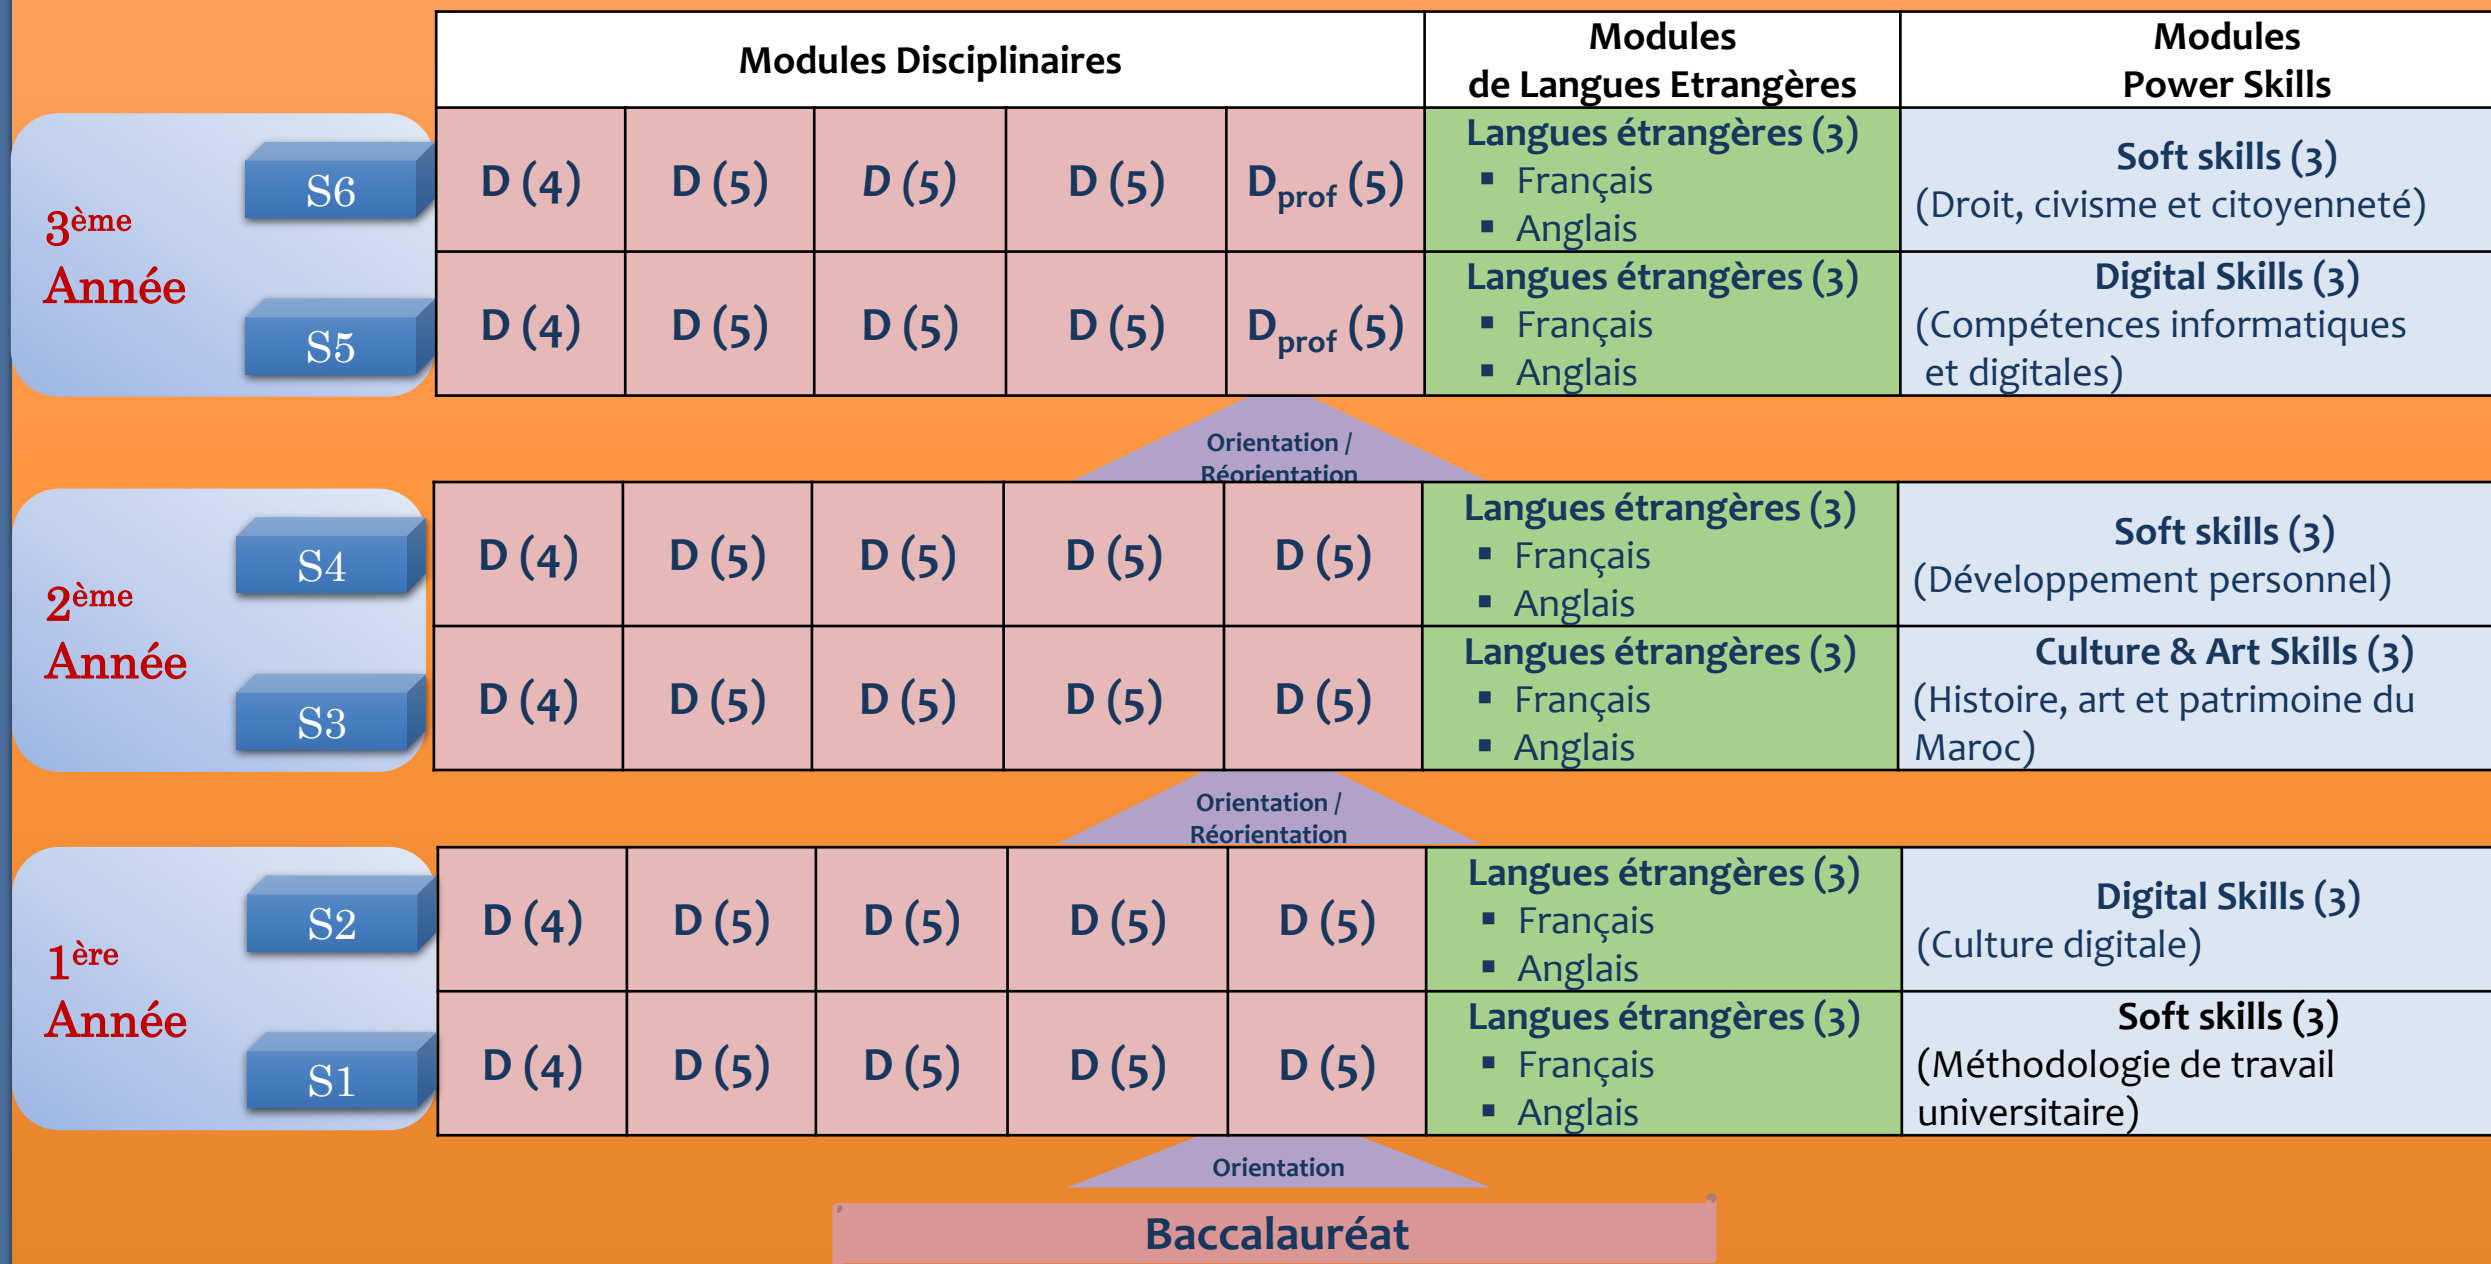 Modules Disciplinaires
Modules
de Langues Etrangères
Modules
Power Skills
3ème
Année
S6
D (4)
D (5)
D (5)
D (5)
Dprof (5)
Langues étrangères (3)
▪ Français
▪ Anglais
Soft skills (3)
(Droit, civisme et citoyenneté)
S5
D (4)
D (5)
D (5)
D (5)
Dprof (5)
Langues étrangères (3)
▪ Français
▪ Anglais
Digital Skills (3)
(Compétences informatiques
et digitales)
Orientation /
Réorientation
2ème
Année
S4
D (4)
D (5)
D (5)
D (5)
D (5)
Langues étrangères (3)
▪ Français
▪ Anglais
Soft skills (3)
(Développement personnel)
S3
D (4)
D (5)
D (5)
D (5)
D (5)
Langues étrangères (3)
▪ Français
▪ Anglais
Culture & Art Skills (3)
(Histoire, art et patrimoine du
Maroc)
Orientation /
Réorientation
1ère
Année
S2
D (4)
D (5)
D (5)
D (5)
D (5)
Langues étrangères (3)
▪ Français
▪ Anglais
Digital Skills (3)
(Culture digitale)
S1
D (4)
D (5)
D (5)
D (5)
D (5)
Langues étrangères (3)
▪ Français
▪ Anglais
Soft skills (3)
(Méthodologie de travail
universitaire)
Orientation
Baccalauréat